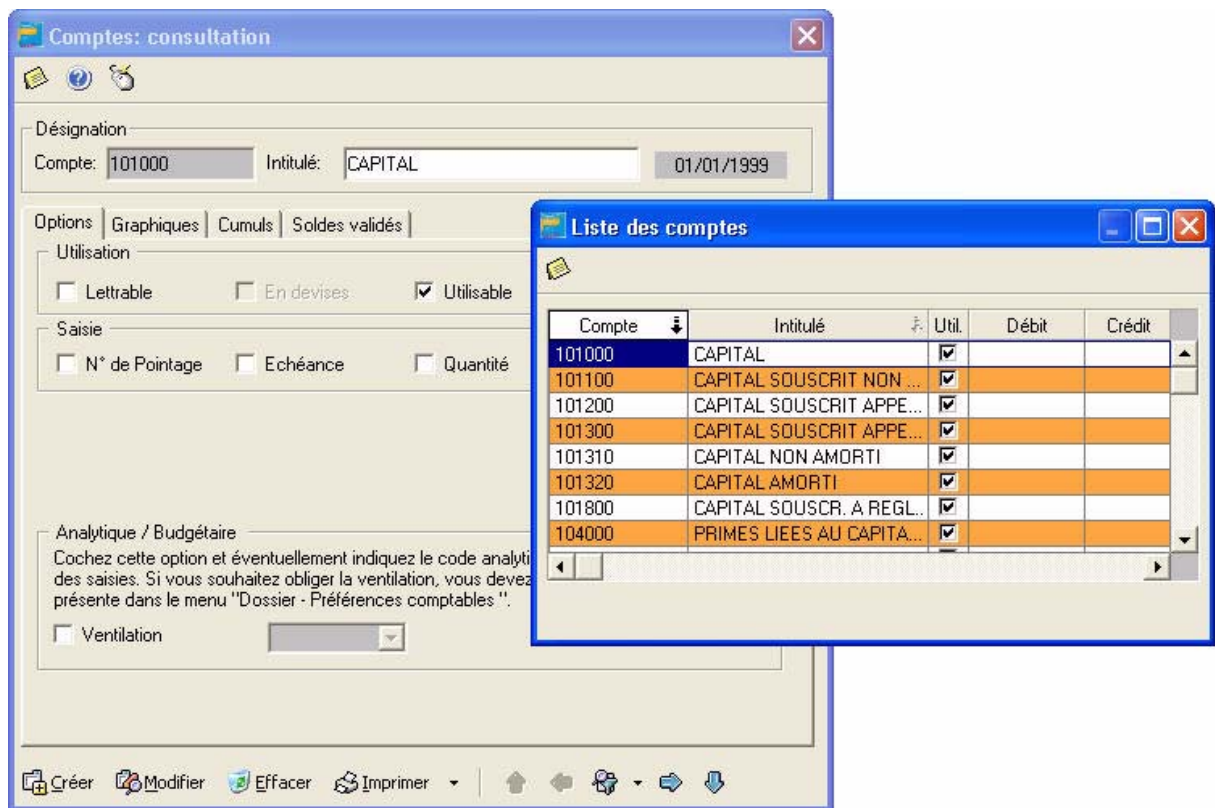 Comptes: consultation
Désignation
Compte: 101000 Intitulé: CAPITAL 01/01/1999
Options Graphiques Cumuls Soldes validés
Utilisation
Lettrable En devises Utilisable
Saisie
N° de Pointage Echéance Quantité
Analytique / Budgétaire
Cochez cette option et éventuellement indiquez le code analyti
des saisies. Si vous souhaitez obliger la ventilation, vous devez
présente dans le menu "Dossier - Préférences comptables ".
Ventilation
Créer Modifier Effacer Imprimer
Liste des comptes
Compte Intitulé Util. Débit Crédit
101000 CAPITAL
101100 CAPITAL SOUSCRIT NON ...
101200 CAPITAL SOUSCRIT APPE...
101300 CAPITAL SOUSCRIT APPE...
101310 CAPITAL NON AMORTI
101320 CAPITAL AMORTI
101800 CAPITAL SOUSCR. A REGL..
104000 PRIMES LIEES AU CAPITA...